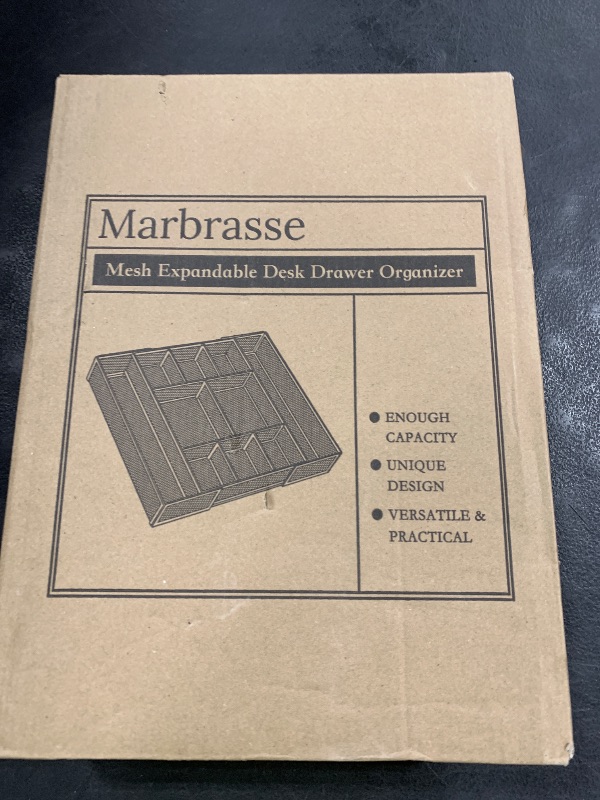 Marbrasse
Mesh Expandable Desk Drawer Organizer
● ENOUGH
CAPACITY
● UNIQUE
DESIGN
● VERSATILE &
PRACTICAL